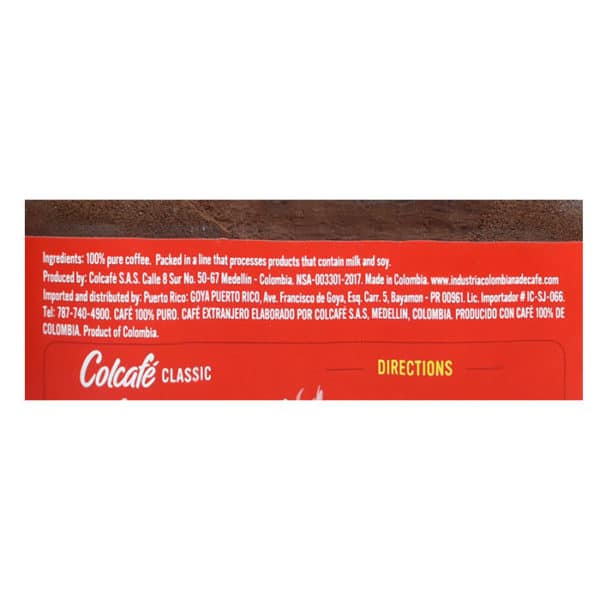 Ingredients: 100% pure coffee. Packed in a line that processes products that contain milk and soy.
Produced by: Colcafé S.A.S. Calle 8 Sur No. 50-67 Medellin - Colombia. NSA-003301-2017. Made in Colombia. www.industriacolombianadecafe.com
Imported and distributed by: Puerto Rico: GOYA PUERTO RICO, Ave. Francisco de Goya, Esq. Carr. 5, Bayamon - PR 00961. Lic. Importador # IC-SJ-066.
Tel: 787-740-4900. CAFÉ 100% PURO. CAFÉ EXTRANJERO ELABORADO POR COLCAFÉ S.A.S, MEDELLIN, COLOMBIA. PRODUCIDO CON CAFÉ 100% DE
COLOMBIA. Product of Colombia.
Colcafé CLASSIC
DIRECTIONS